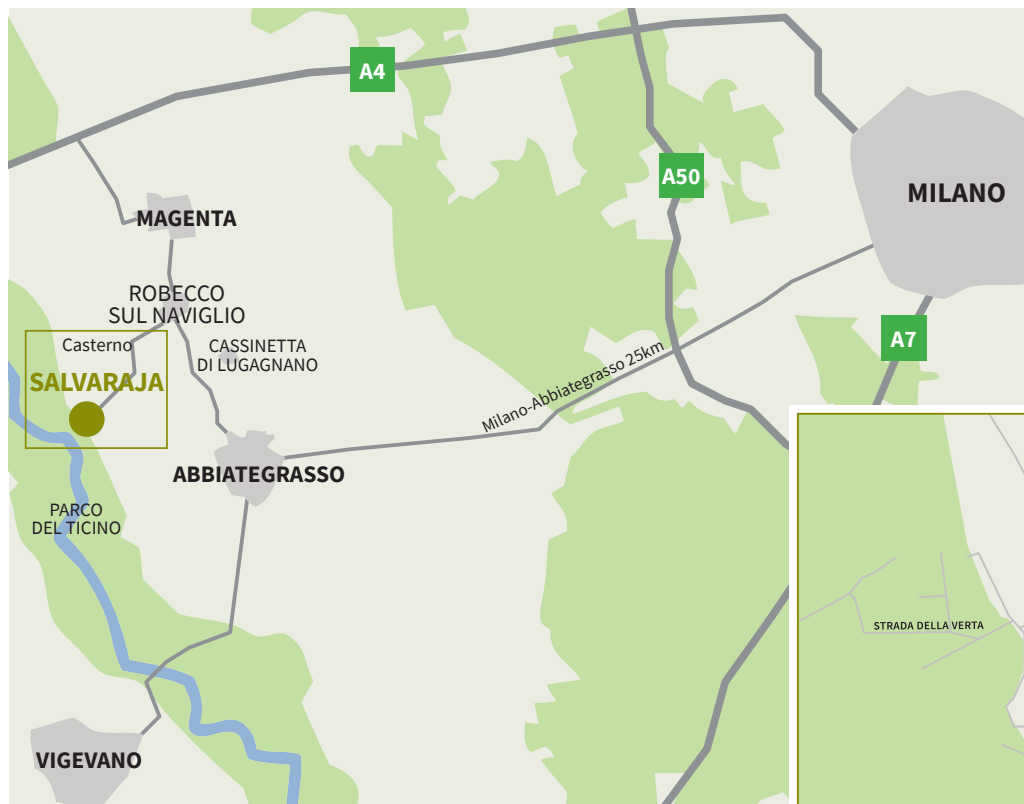 A4
A50
MILANO
MAGENTA
ROBECCO
SUL NAVIGLIO
Casterno
CASSINETTA
DI LUGAGNANO
A7
SALVARAJA
Milano-Abbiategrasso 25km
ABBIATEGRASSO
PARCO
DEL TICINO
STRADA DELLA VERTA
VIGEVANO